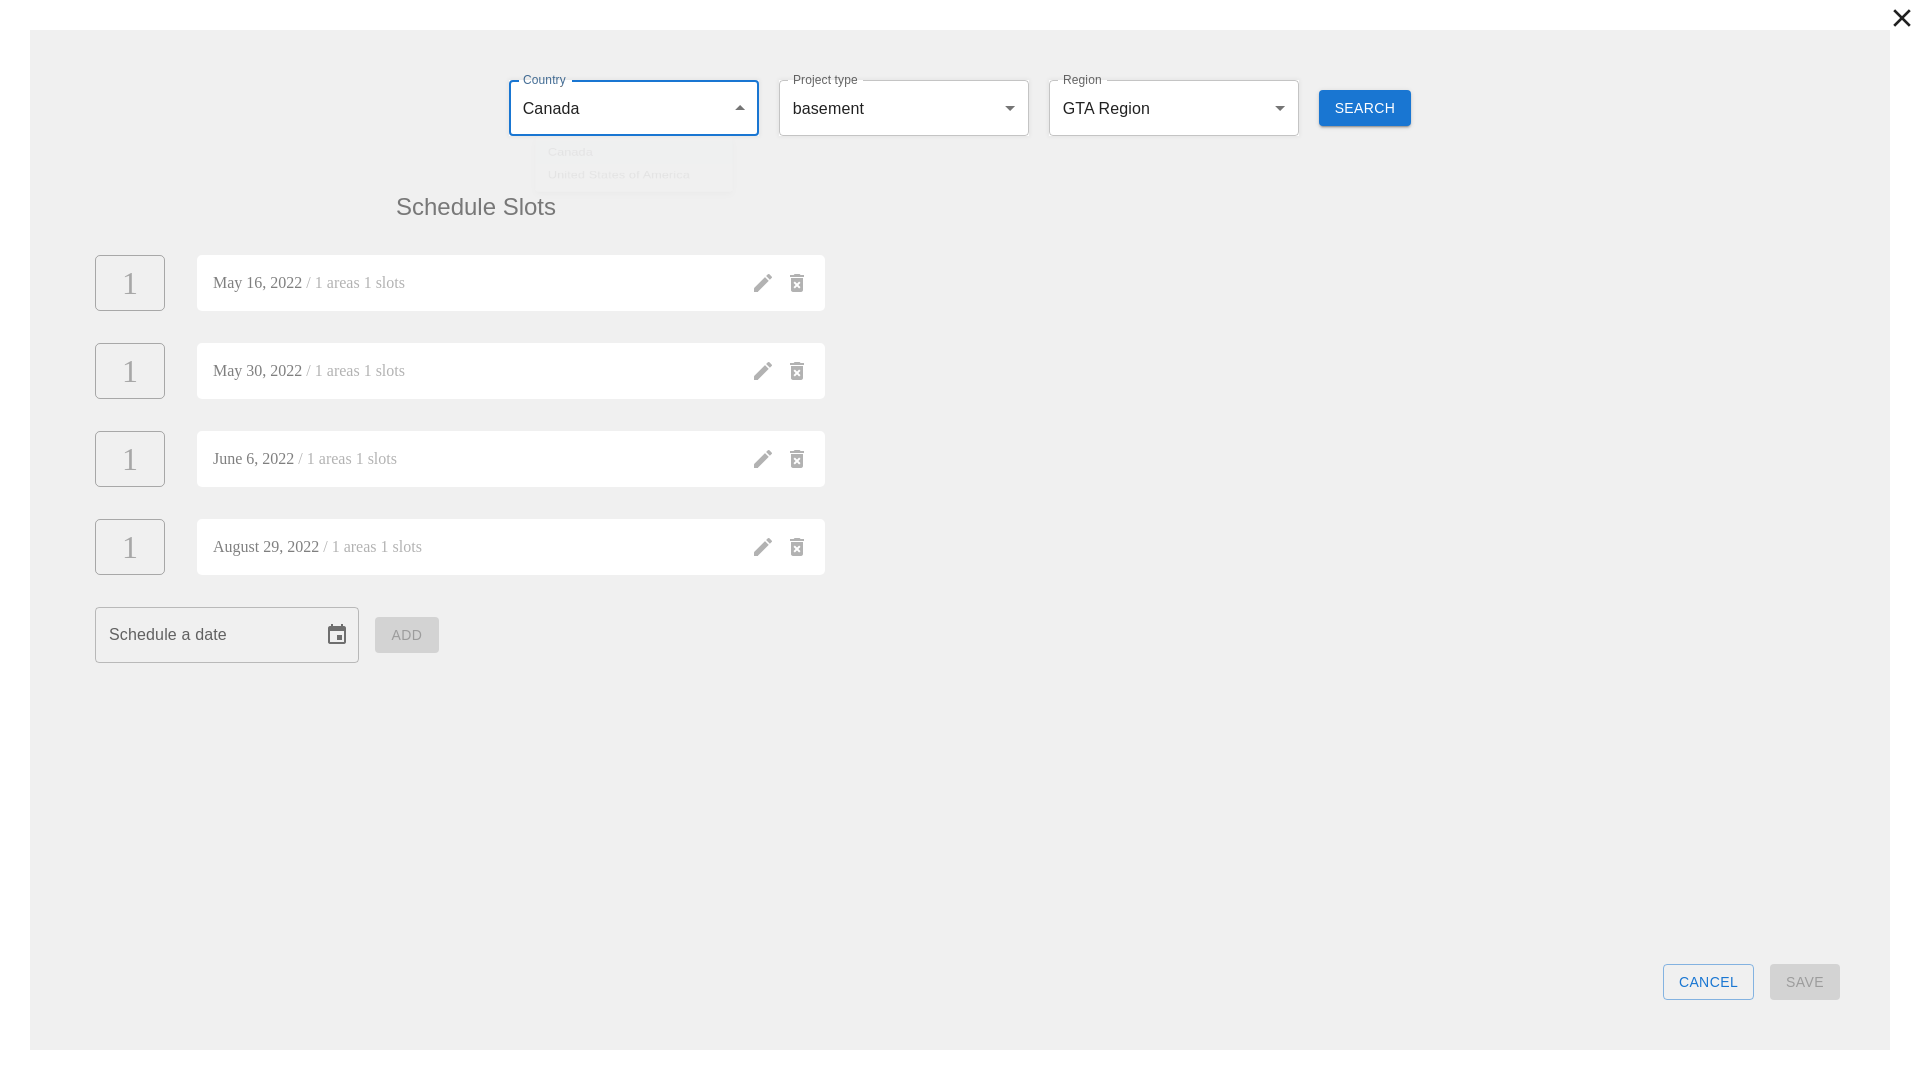 Country
Canada
Project type
basement
Region
GTA Region
SEARCH
Canada
United States of America
Schedule Slots
1
May 16, 2022 / 1 areas 1 slots
1
May 30, 2022 / 1 areas 1 slots
1
June 6, 2022 / 1 areas 1 slots
1
August 29, 2022 / 1 areas 1 slots
Schedule a date
ADD
CANCEL
SAVE